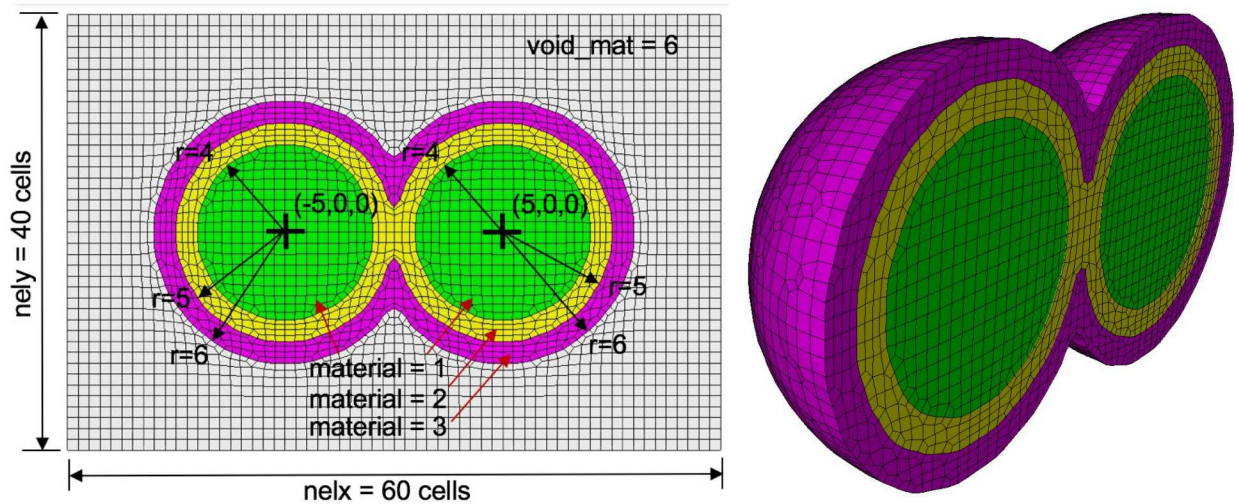 void_mat = 6
nely = 40 cells
r=4
r=4
(-5,0,0)
(5,0,0)
r=5
r=5
r=6
r=6
material = 1
material = 2
material = 3
nelx = 60 cells